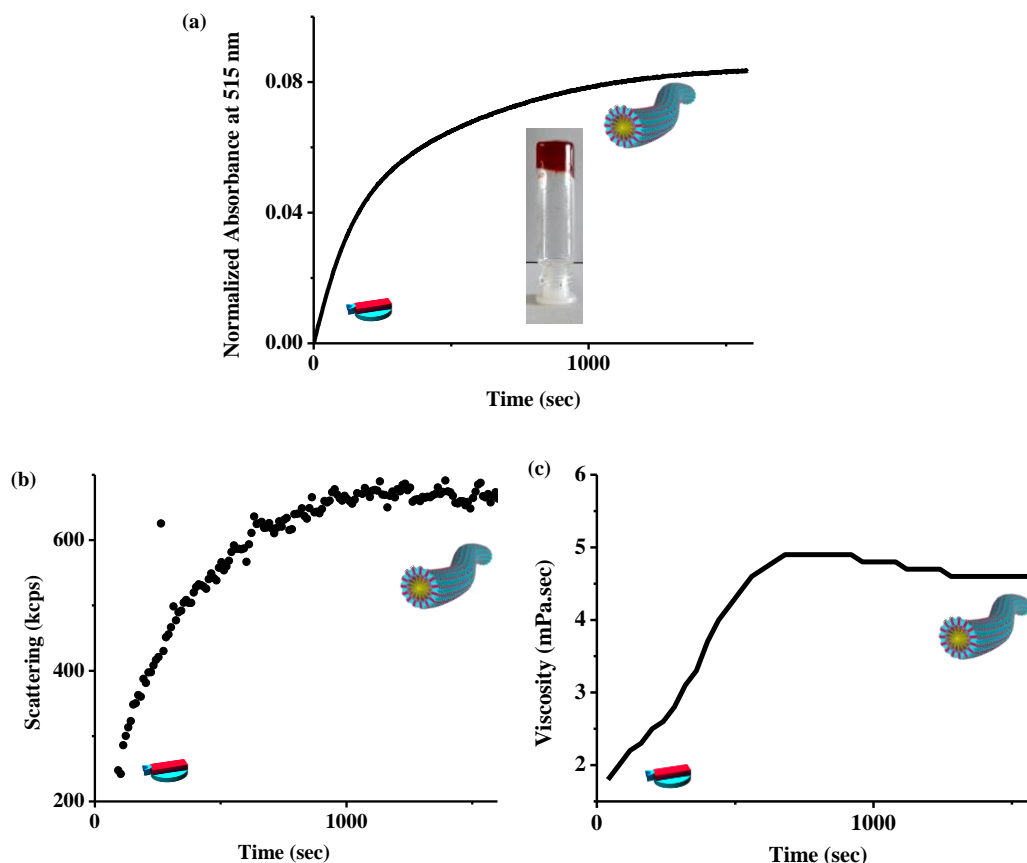 (a)
Normalized Absorbance at 515 nm
0.08
0.04
0.00
0
1000
Time (sec)
(b)
Scattering (kcps)
600
400
200
0
1000
Time (sec)
(c)
Viscosity (mPa.sec)
6
5
4
3
2
0
1000
Time (sec)